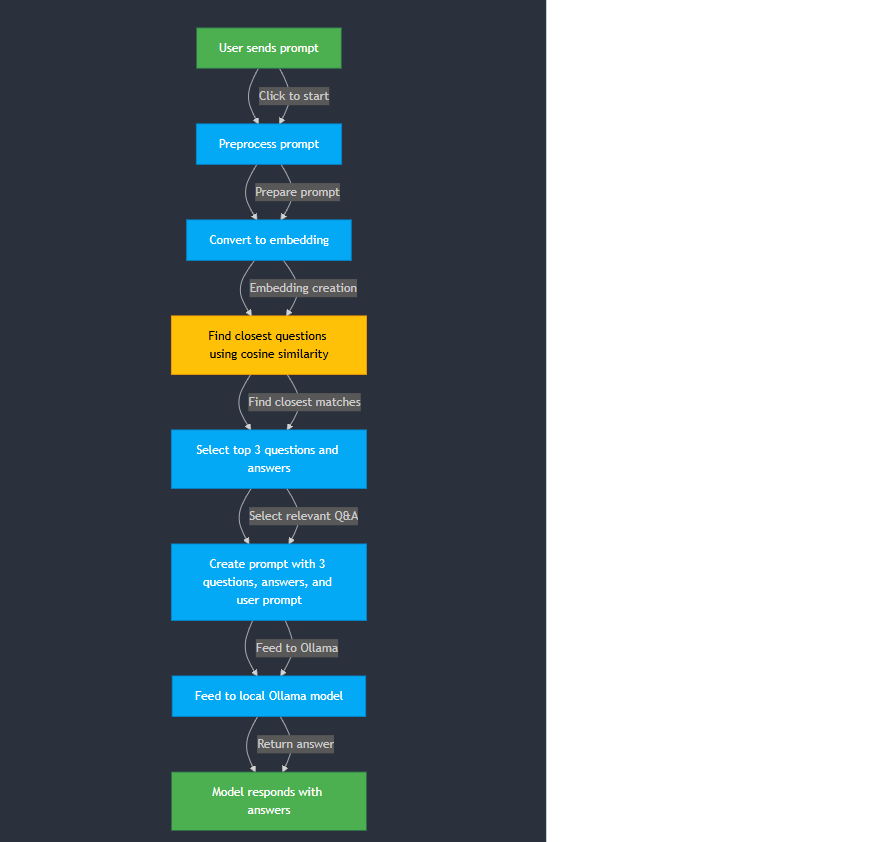 User sends prompt
Click to start
Preprocess prompt
Prepare prompt
Convert to embedding
Embedding creation
Find closest questions
using cosine similarity
Find closest matches
Select top 3 questions and
answers
Select relevant Q&A
Create prompt with 3
questions, answers, and
user prompt
Feed to Ollama
Feed to local Ollama model
Return answer
Model responds with
answers